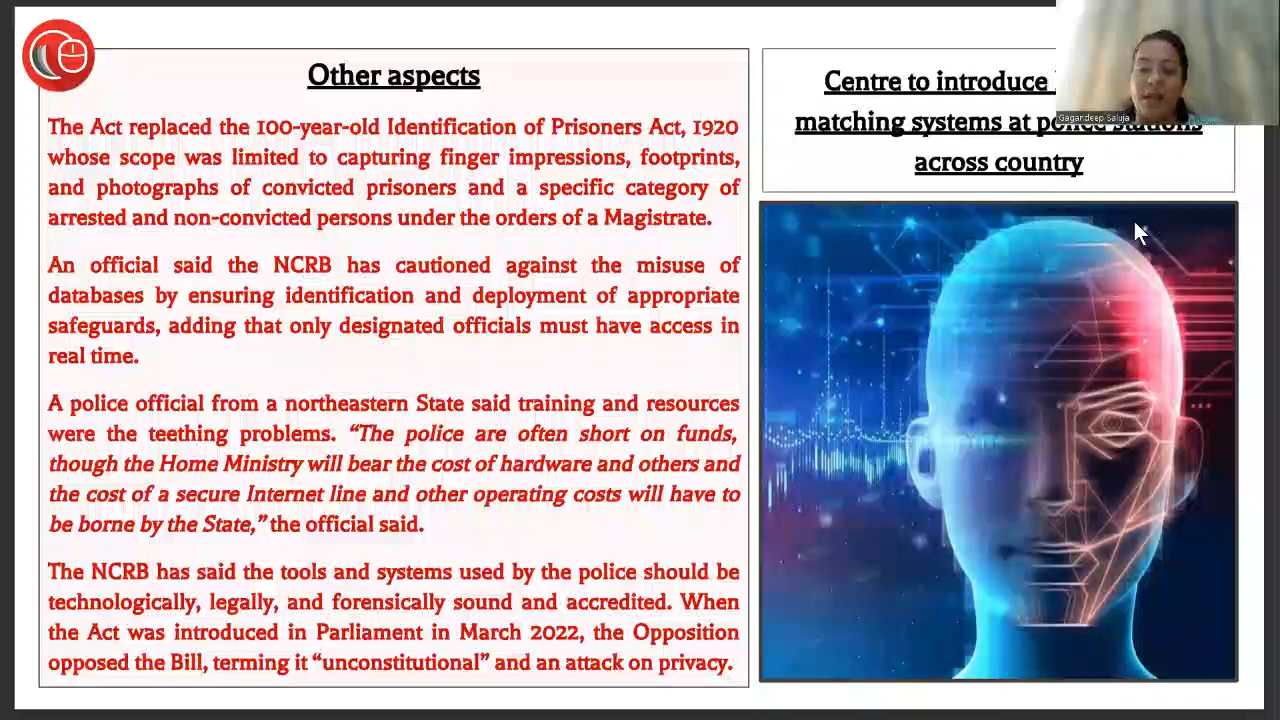 Other aspects
The Act replaced the 100-year-old Identification of Prisoners Act, 1920
whose scope was limited to capturing finger impressions, footprints,
and photographs of convicted prisoners and a specific category of
arrested and non-convicted persons under the orders of a Magistrate.
An official said the NCRB has cautioned against the misuse of
databases by ensuring identification and deployment of appropriate
safeguards, adding that only designated officials must have access in
real time.
A police official from a northeastern State said training and resources
were the teething problems. “The police are often short on funds,
though the Home Ministry will bear the cost of hardware and others and
the cost of a secure Internet line and other operating costs will have to
be borne by the State,” the official said.
The NCRB has said the tools and systems used by the police should be
technologically, legally, and forensically sound and accredited. When
the Act was introduced in Parliament in March 2022, the Opposition
opposed the Bill, terming it “unconstitutional” and an attack on privacy.
Centre to introduce
matching systems at police stations
across country
Gagandeep Saluja